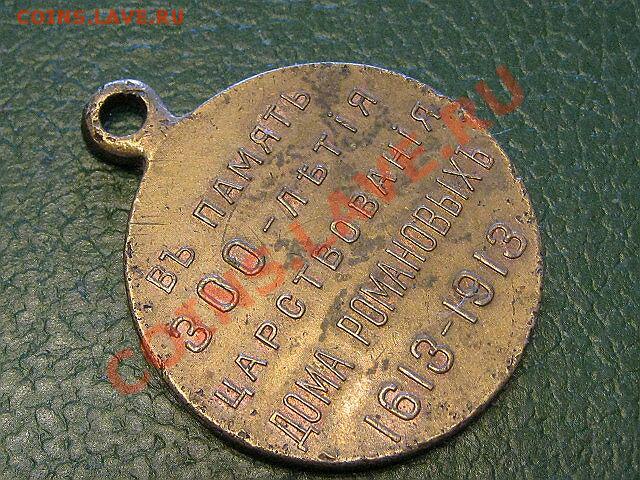 COINS.LAVE.RU
ВЪ ПАМЯТЬ
300-ЛѢТІЯ
ЦАРСТВОВАНІЯ
ДОМА РОМАНОВЫХЪ
1613-1913
COINS.LAVE.RU